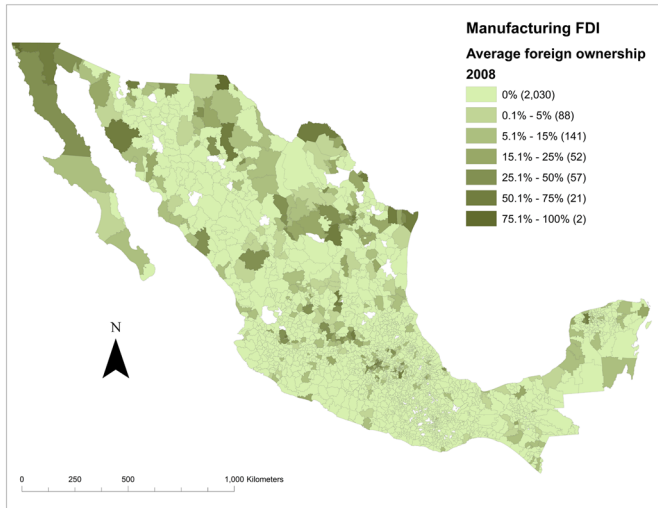 Manufacturing FDI
Average foreign ownership
2008
0% (2,030)
0.1% - 5% (88)
5.1% - 15% (141)
15.1% - 25% (52)
25.1% - 50% (57)
50.1% - 75% (21)
75.1% - 100% (2)
N
0 250 500 1,000 Kilometers